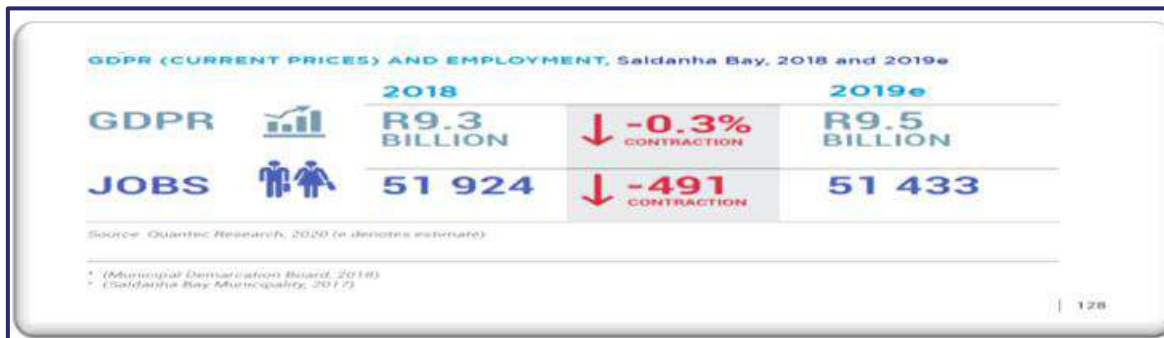 GDPR (CURRENT PRICES) AND EMPLOYMENT, Saldanha Bay, 2018 and 2019e
2018 2019e
GDPR R9.3 BILLION ↓ -0.3% CONTRACTION R9.5 BILLION
JOBS 51 924 ↓ -491 CONTRACTION 51 433
Source: Quantec Research, 2020 (e denotes estimate)
(Municipal Demarcation Board, 2018)
(Saldanha Bay Municipality, 2017)
| 128